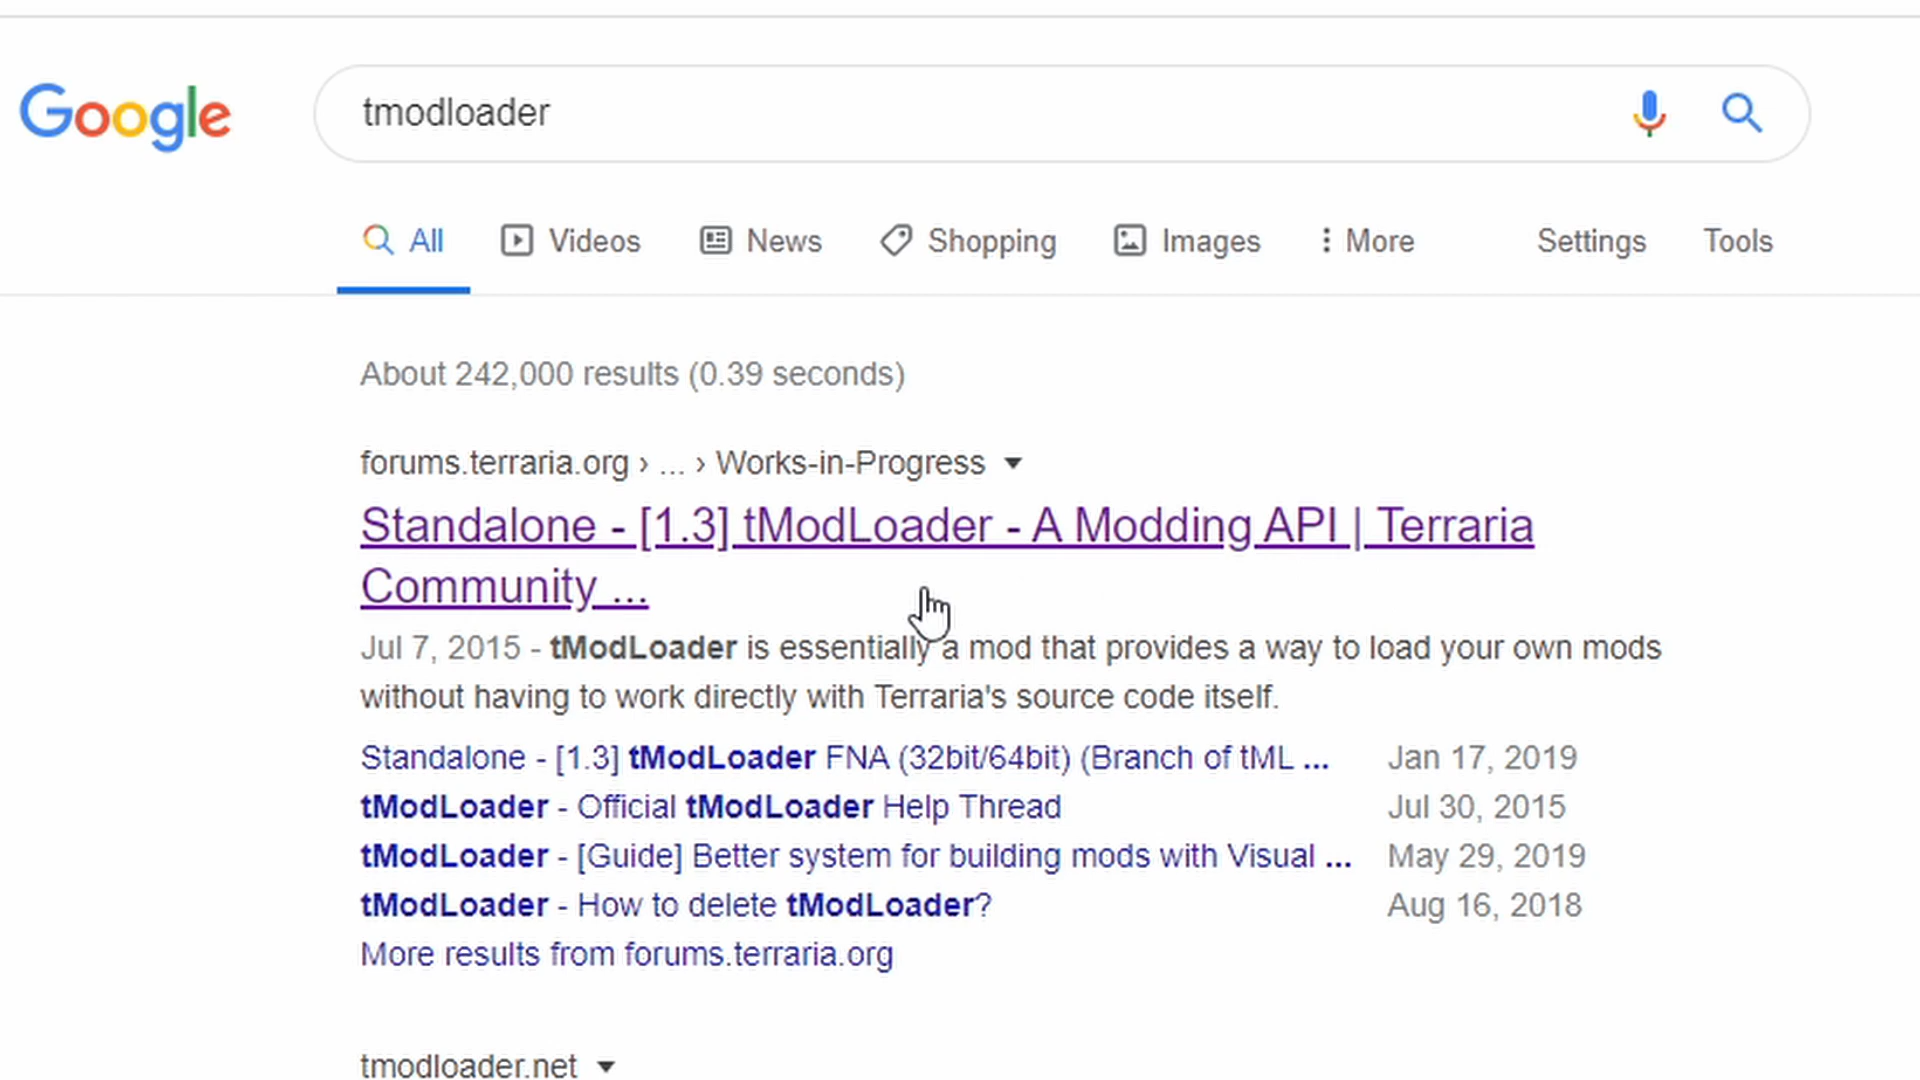 Google
tmodloader
All Videos News Shopping Images More Settings Tools
About 242,000 results (0.39 seconds)
forums.terraria.org › ... › Works-in-Progress
Standalone - [1.3] tModLoader - A Modding API | Terraria
Community ...
Jul 7, 2015 - tModLoader is essentially a mod that provides a way to load your own mods
without having to work directly with Terraria's source code itself.
Standalone - [1.3] tModLoader FNA (32bit/64bit) (Branch of tML ... Jan 17, 2019
tModLoader - Official tModLoader Help Thread Jul 30, 2015
tModLoader - [Guide] Better system for building mods with Visual ... May 29, 2019
tModLoader - How to delete tModLoader? Aug 16, 2018
More results from forums.terraria.org
tmodloader.net